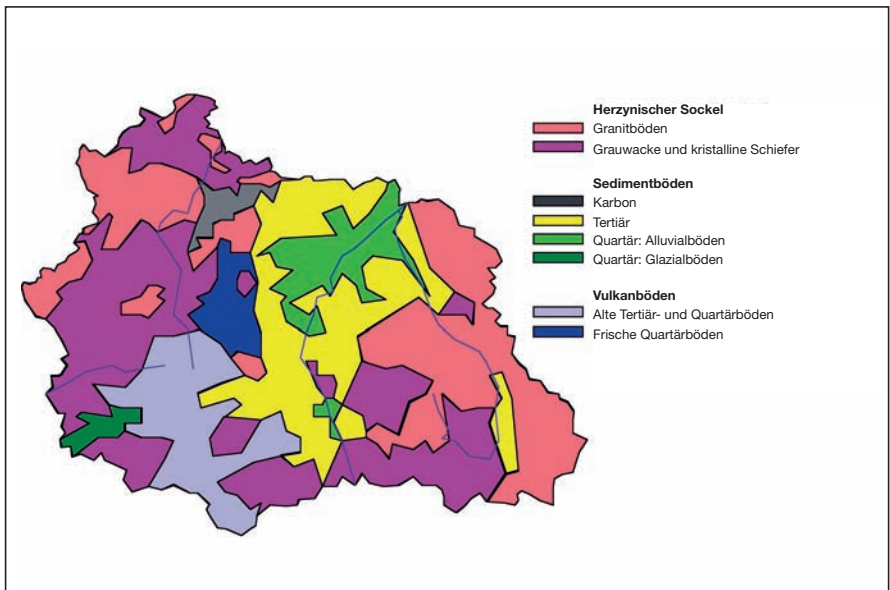 Herzynischer Sockel
Granitböden
Grauwacke und kristalline Schiefer
Sedimentböden
Karbon
Tertiär
Quartär: Alluvialböden
Quartär: Glazialböden
Vulkanböden
Alte Tertiär- und Quartärböden
Frische Quartärböden